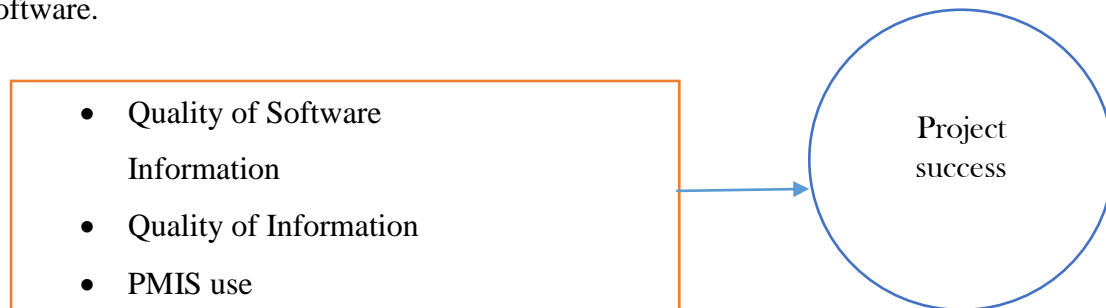 oftware.
• Quality of Software
Information
• Quality of Information
• PMIS use
Project
success